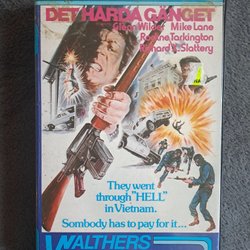 DET HÅRDA GÄNGET
Glenn Wilder Mike Lane
Rockne Tarkington
Richard X. Slattery
They went
through "HELL"
in Vietnam.
Somebody has to pay for it...
WALTHERS